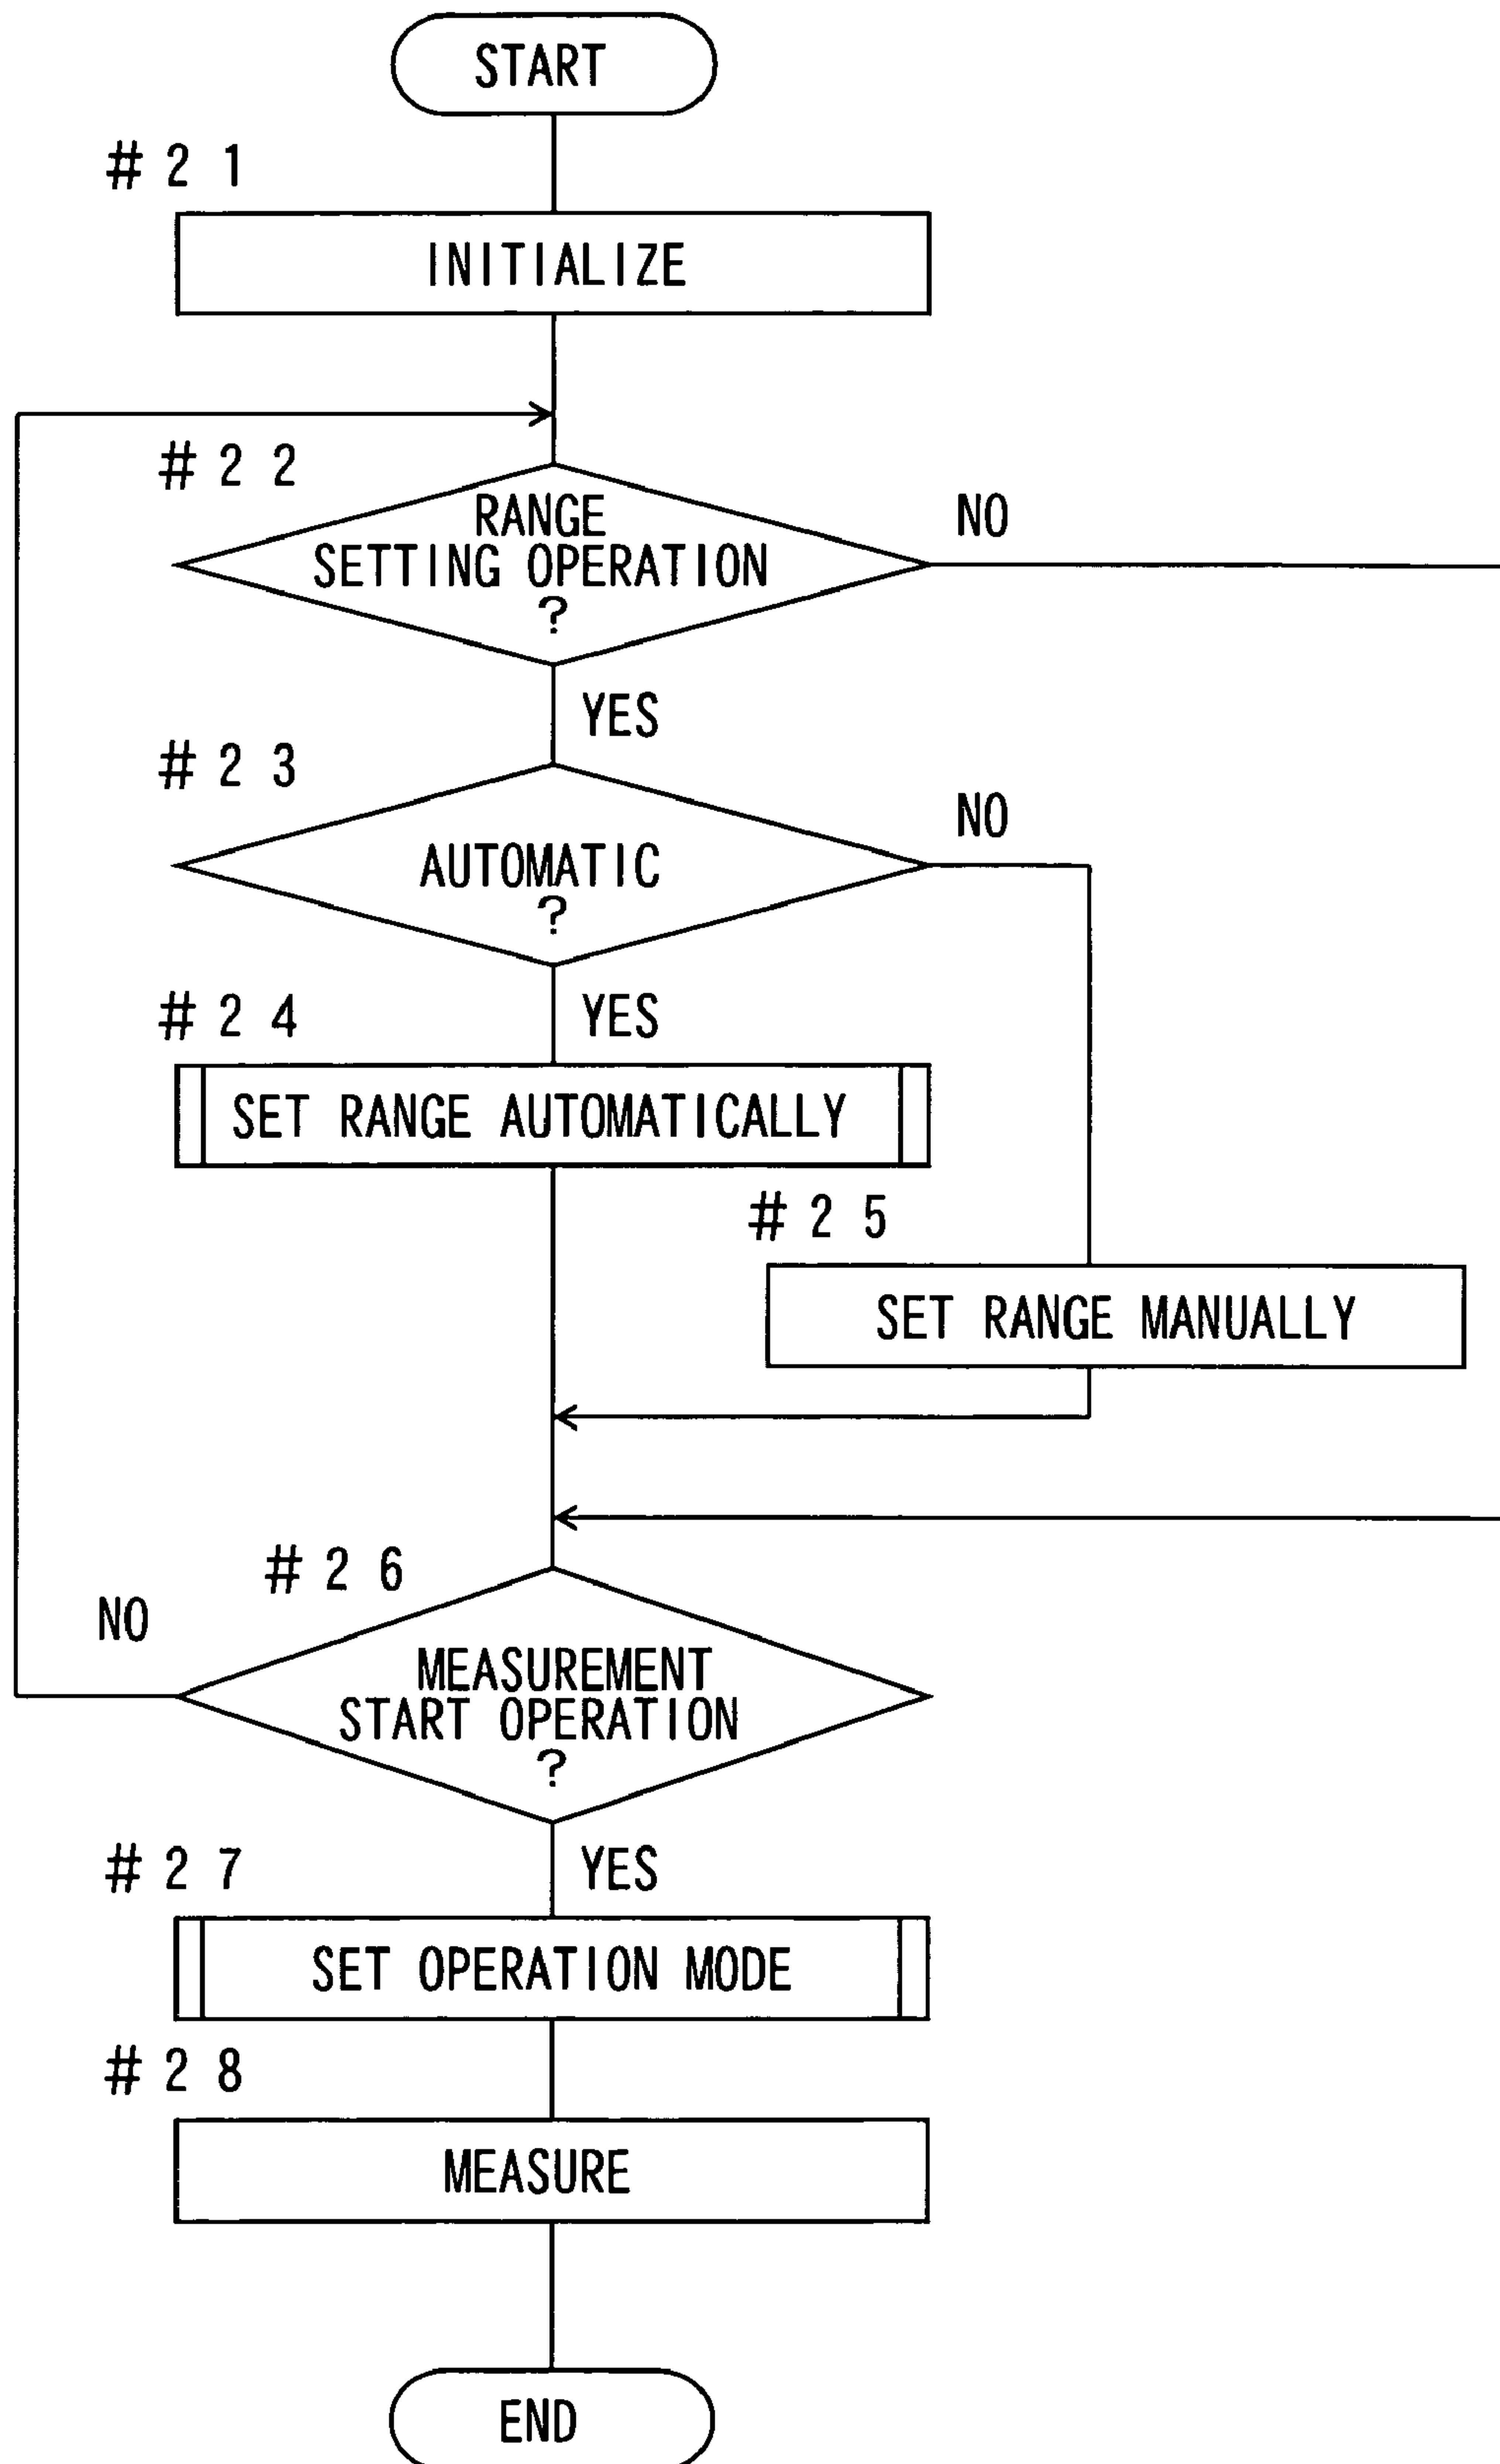 START
#21
INITIALIZE
#22
RANGE
SETTING OPERATION
?
NO
YES
#23
AUTOMATIC
?
NO
YES
#24
SET RANGE AUTOMATICALLY
#25
SET RANGE MANUALLY
#26
NO
MEASUREMENT
START OPERATION
?
YES
#27
SET OPERATION MODE
#28
MEASURE
END